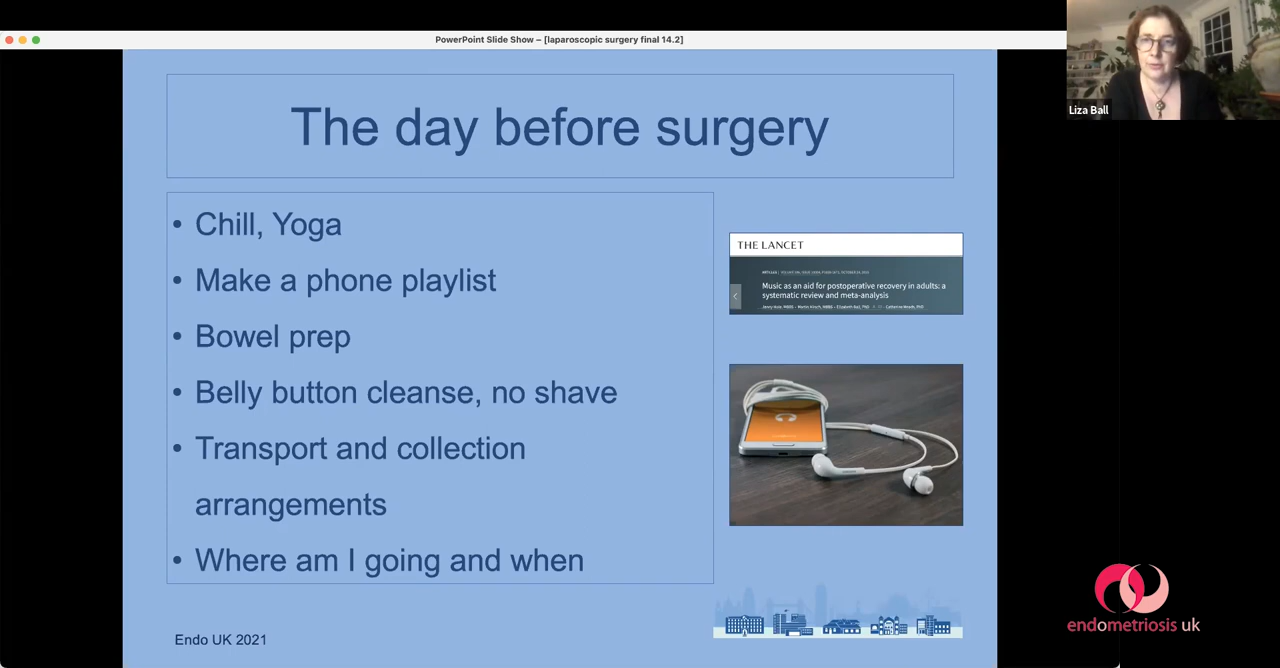 PowerPoint Slide Show – [laparoscopic surgery final 14.2]
Liza Ball
The day before surgery
• Chill, Yoga
• Make a phone playlist
• Bowel prep
• Belly button cleanse, no shave
• Transport and collection
arrangements
• Where am I going and when
THE LANCET
Music as an aid for postoperative recovery in adults: a
systematic review and meta-analysis
Endo UK 2021
endometriosis uk